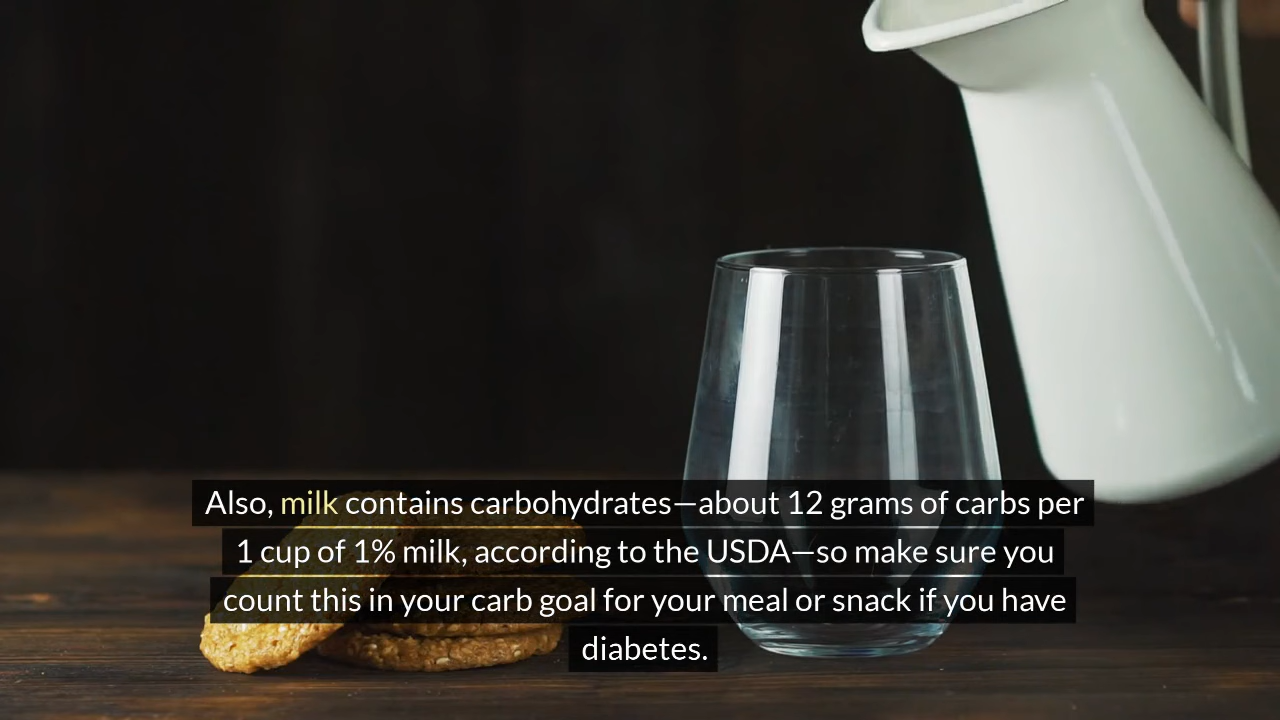 Also, milk contains carbohydrates—about 12 grams of carbs per
1 cup of 1% milk, according to the USDA—so make sure you
count this in your carb goal for your meal or snack if you have
diabetes.